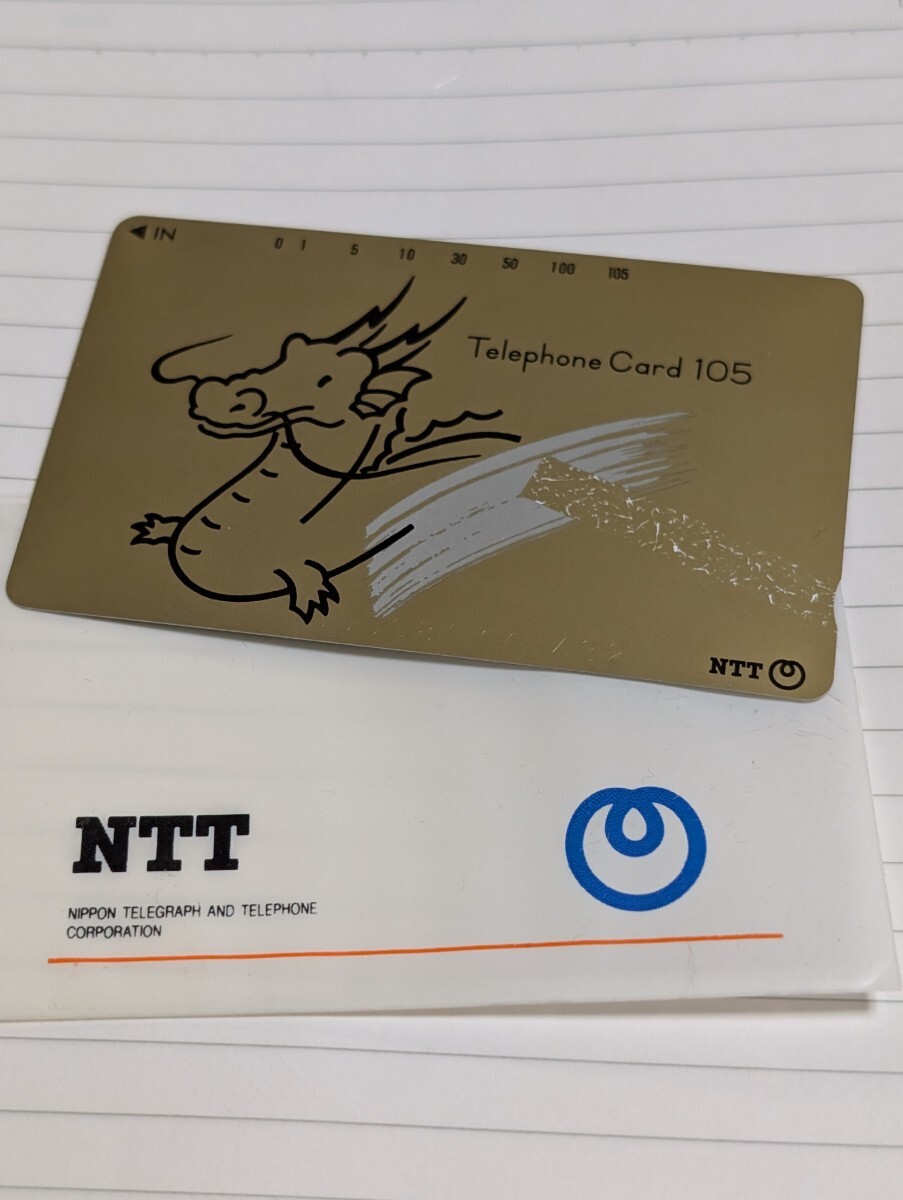 ◀ IN
0 1 5 10 30 50 100 105
Telephone Card 105
NTT
NTT
NIPPON TELEGRAPH AND TELEPHONE
CORPORATION